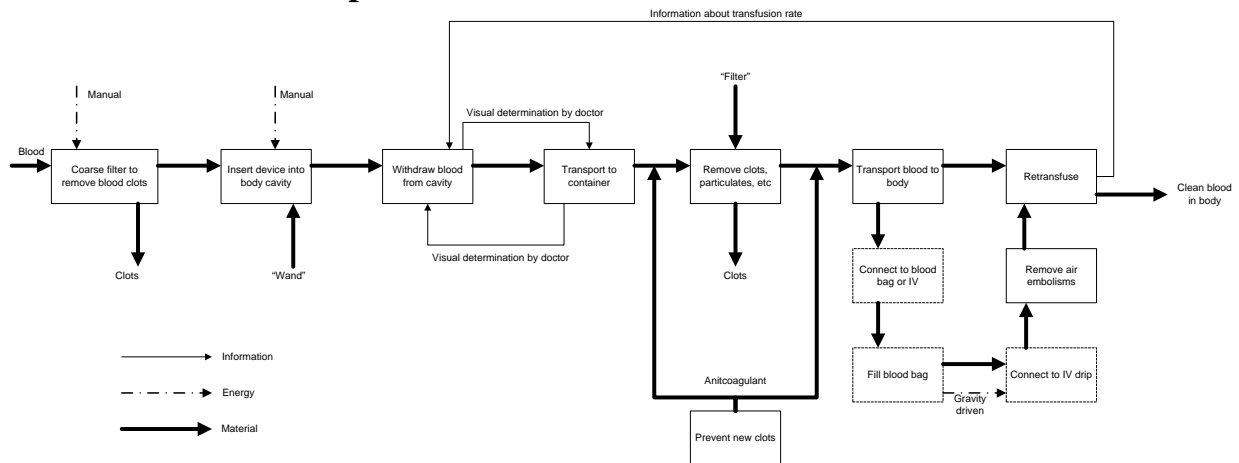 Information about transfusion rate
Manual
Manual
"Filter"
Visual determination by doctor
Blood
Coarse filter to
remove blood clots
Insert device into
body cavity
Withdraw blood
from cavity
Transport to
container
Remove clots,
particulates, etc
Transport blood to
body
Retransfuse
Clean blood
in body
Visual determination by doctor
Clots
"Wand"
Clots
Connect to blood
bag or IV
Remove air
embolisms
Information
Energy
Material
Anitcoagulant
Fill blood bag
Connect to IV drip
Gravity
driven
Prevent new clots